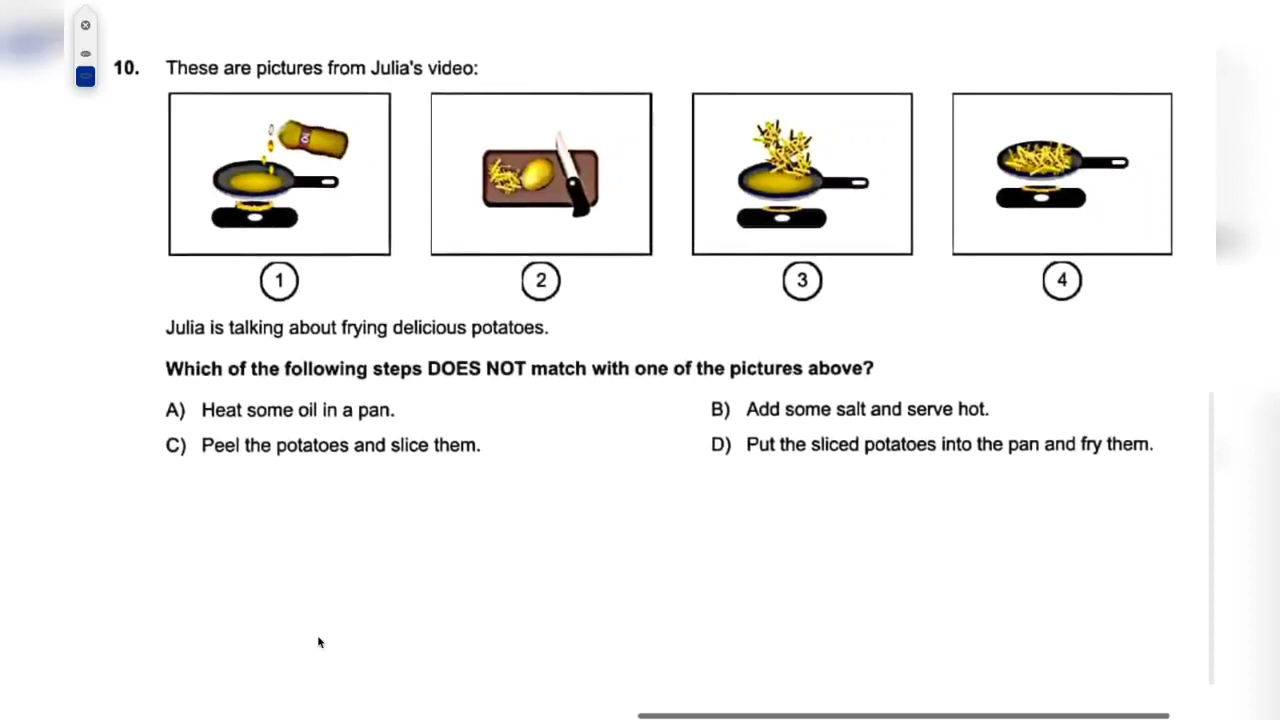 10. These are pictures from Julia's video:
1 2 3 4
Julia is talking about frying delicious potatoes.
Which of the following steps DOES NOT match with one of the pictures above?
A) Heat some oil in a pan. B) Add some salt and serve hot.
C) Peel the potatoes and slice them. D) Put the sliced potatoes into the pan and fry them.